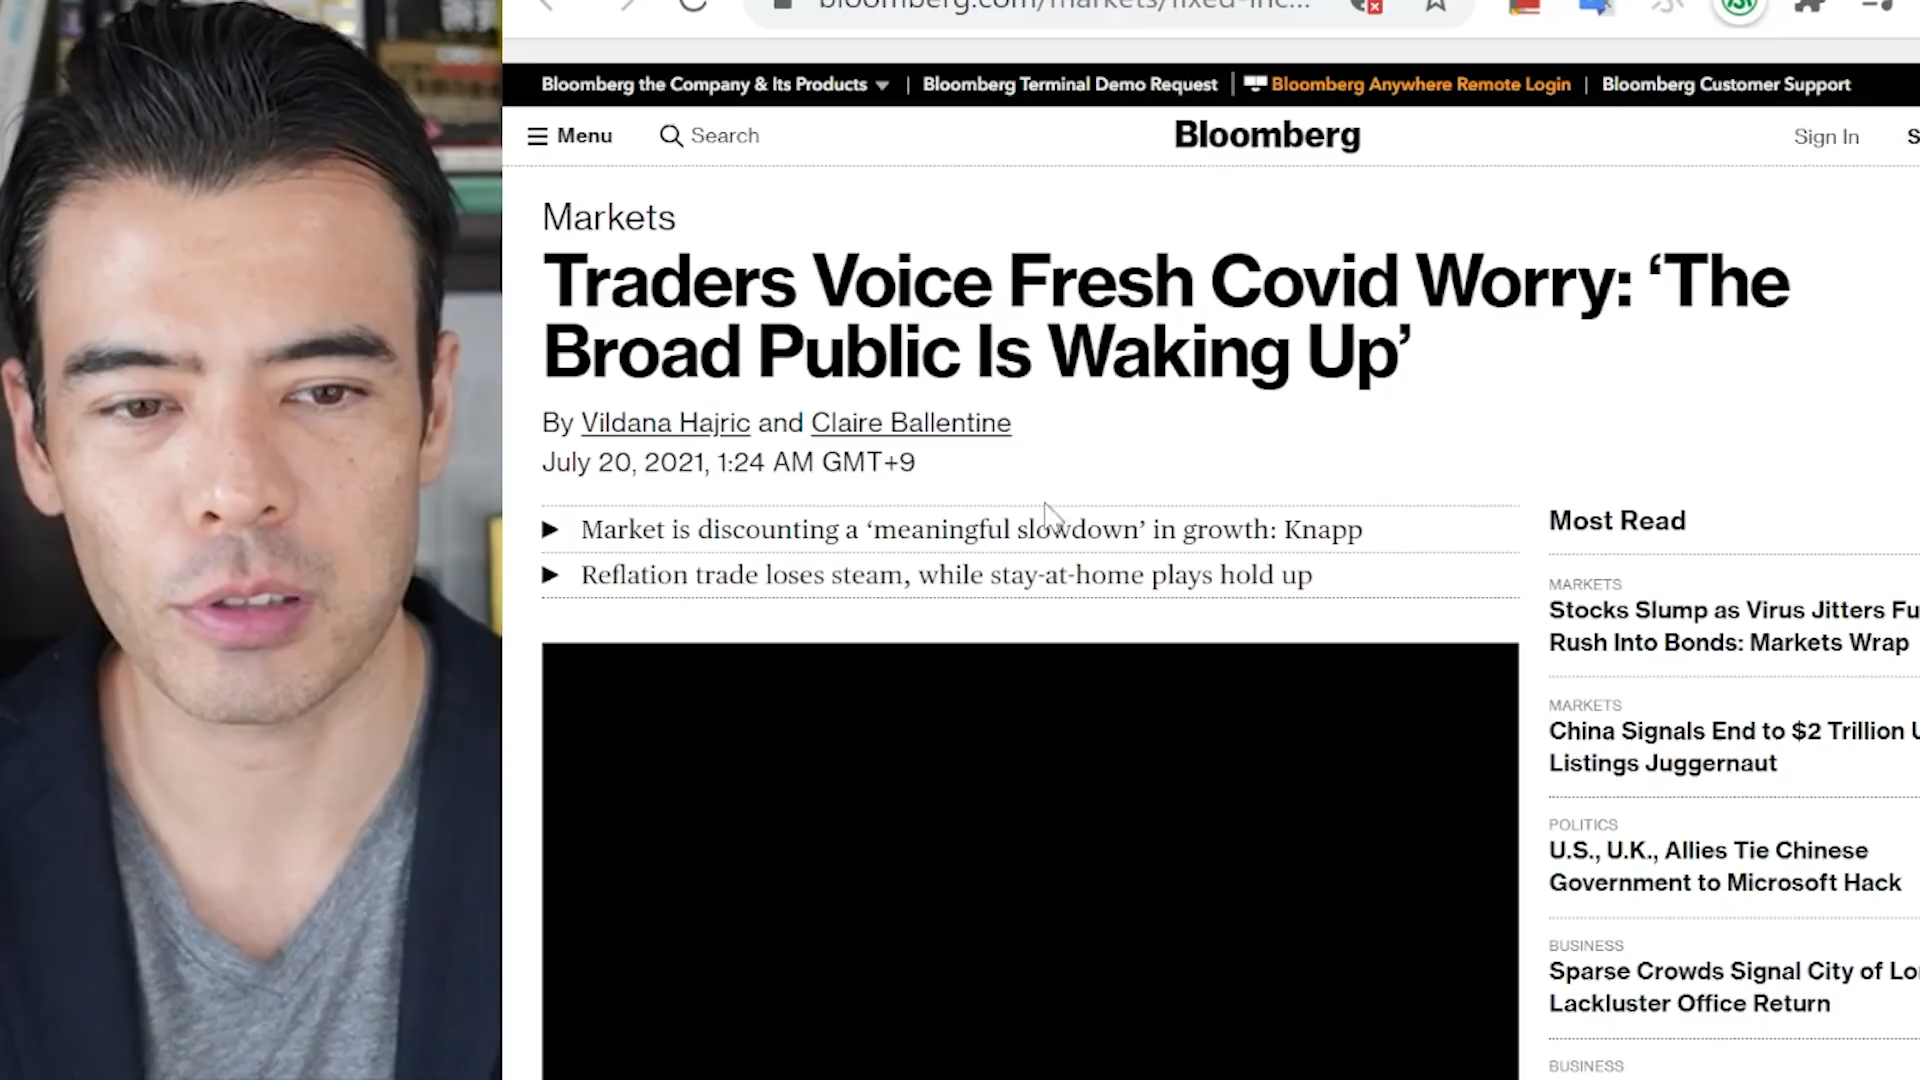 bloomberg.com/markets/fixed-inc...
Bloomberg the Company & Its Products
Bloomberg Terminal Demo Request
Bloomberg Anywhere Remote Login
Bloomberg Customer Support
Menu
Search
Bloomberg
Sign In
Markets
Traders Voice Fresh Covid Worry: ‘The
Broad Public Is Waking Up’
By Vildana Hajric and Claire Ballentine
July 20, 2021, 1:24 AM GMT+9
Market is discounting a ‘meaningful slowdown’ in growth: Knapp
Reflation trade loses steam, while stay-at-home plays hold up
Most Read
MARKETS
Stocks Slump as Virus Jitters
Rush Into Bonds: Markets Wrap
MARKETS
China Signals End to $2 Trillion
Listings Juggernaut
POLITICS
U.S., U.K., Allies Tie Chinese
Government to Microsoft Hack
BUSINESS
Sparse Crowds Signal City of
Lackluster Office Return
BUSINESS